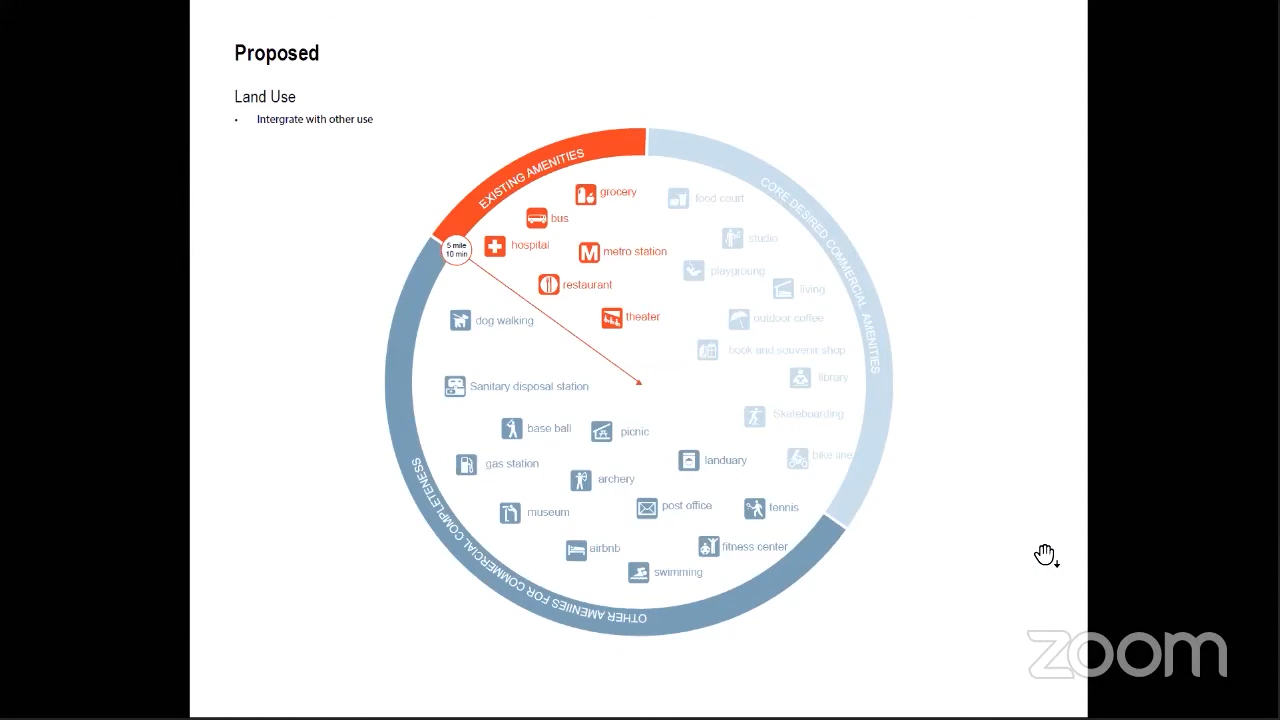 Proposed
Land Use
• Intergrate with other use
EXISTING AMENITIES
CORE DESIRED COMMERCIAL AMENITIES
grocery
food court
bus
studio
5 mile
10 min
hospital
M
metro station
playgroung
restaurant
living
dog walking
theater
outdoor coffee
book and souvenir shop
library
Sanitary disposal station
Skateboarding
base ball
picnic
bike line
gas station
landuary
archery
post office
tennis
museum
airbnb
fitness center
swimming
OTHER AMENIIES FOR COMMERCIAL COMPLETENESS
zoom